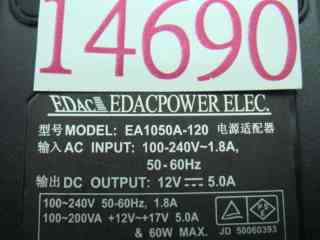 14690
EDAC EDACPOWER ELEC.
型号 MODEL: EA1050A-120 电源适配器
输入 AC INPUT: 100-240V~1.8A,
50-60Hz
输出 DC OUTPUT: 12V⎓5.0A
100~240V 50-60Hz, 1.8A
100~200VA +12V~+17V 5.0A
& 60W MAX.
JD 50060393